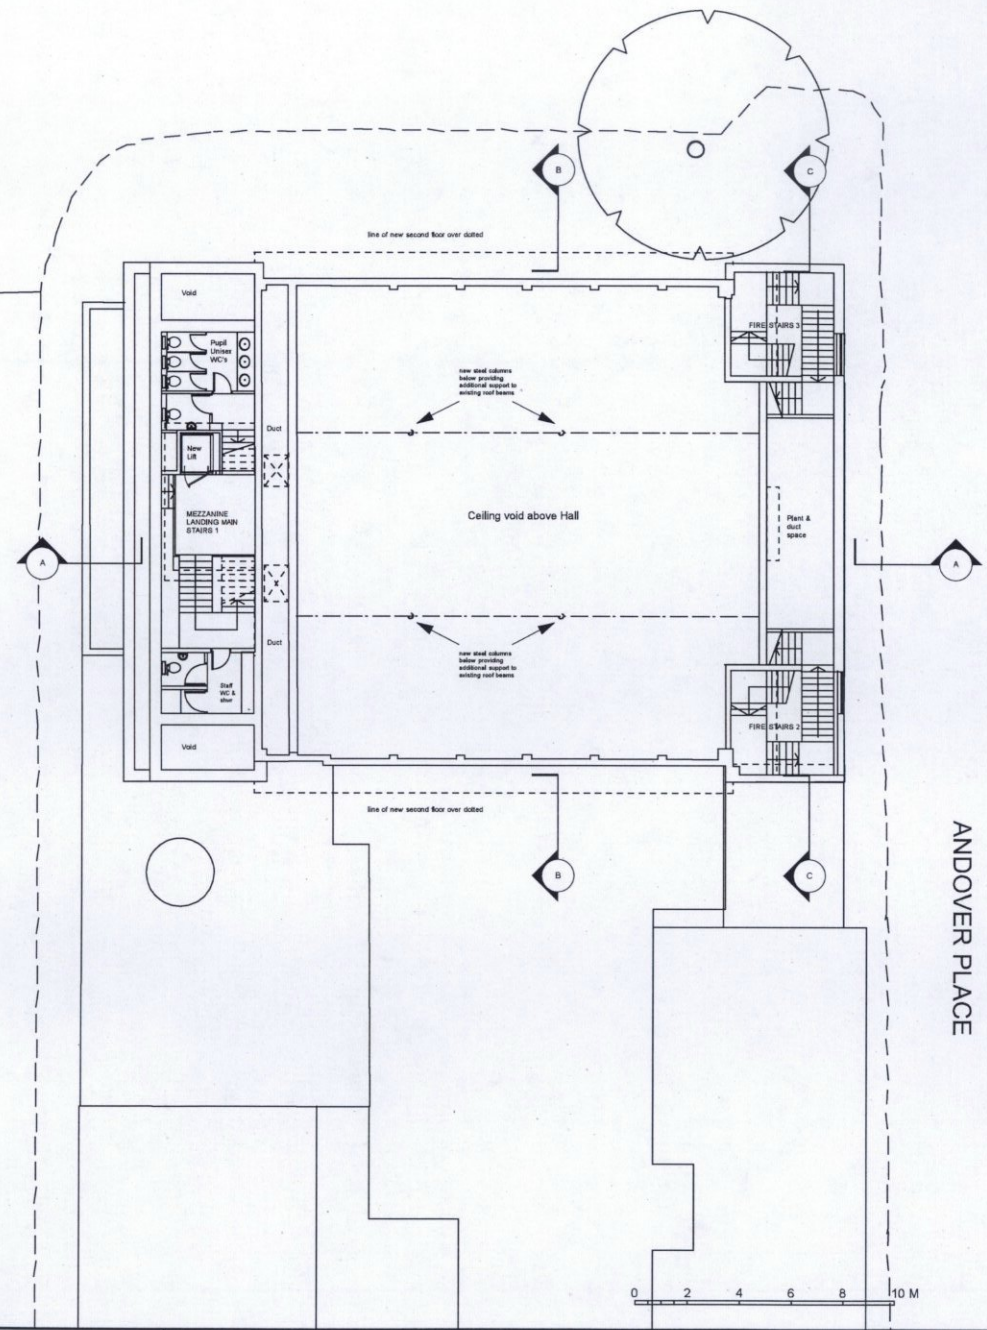 B
C
line of new second floor over dotted
Void
FIRE STAIRS 3
Pupil
Unisex
WC's
new steel columns
below providing
additional support to
existing roof beams
Duct
New
Lift
MEZZANINE
LANDING MAIN
STAIRS 1
Ceiling void above Hall
Plant &
duct
space
A
A
X
Duct
new steel columns
below providing
additional support to
existing roof beams
Staff
WC &
shwr
FIRE STAIRS 2
Void
line of new second floor over dotted
B
C
ANDOVER PLACE
0 2 4 6 8 10 M